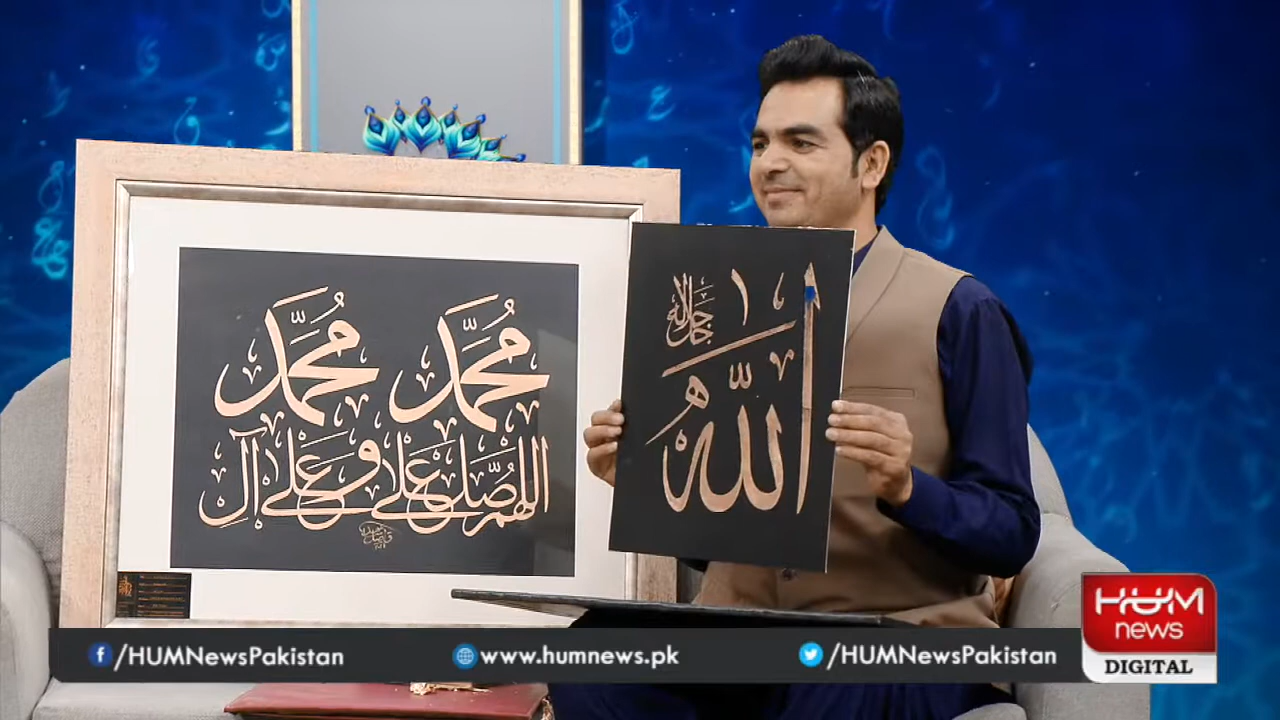 محمد محمد
اللهم صل على وعلى آل
الله
جل جلاله
/HUMNewsPakistan
www.humnews.pk
/HUMNewsPakistan
HUM
news
DIGITAL